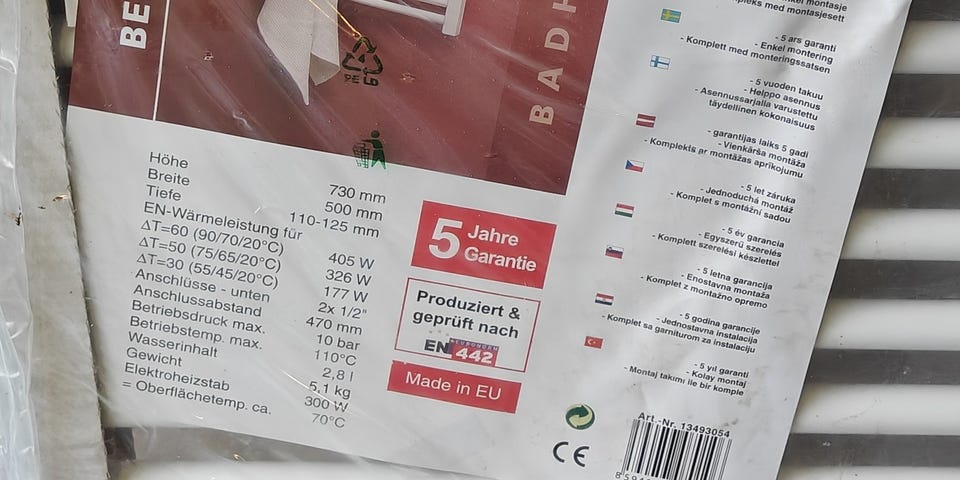 BE
BADH
PE
Höhe 730 mm
Breite 500 mm
Tiefe 110-125 mm
EN-Wärmeleistung für
ΔT=60 (90/70/20°C) 405 W
ΔT=50 (75/65/20°C) 326 W
ΔT=30 (55/45/20°C) 177 W
Anschlüsse - unten 2x 1/2"
Anschlussabstand 470 mm
Betriebsdruck max. 10 bar
Betriebstemp. max. 110°C
Wasserinhalt 2,8 l
Gewicht 5,1 kg
Elektroheizstab 300 W
= Oberflächetemp. ca. 70°C
5 Jahre
Garantie
Produziert &
geprüft nach
EURONORM
EN 442
Made in EU
med montasjesett
- 5 ars garanti
- Enkel montering
- Komplett med monteringssatsen
- 5 vuoden takuu
- Helppo asennus
- Asennussarjalla varustettu
täydellinen kokonaisuus
- garantijas laiks 5 gadi
- Vienkārša montāža
- Komplekts ar montāžas aprīkojumu
- 5 let záruka
- Jednoduchá montáž
- Komplet s montážní sadou
- 5 év garancia
- Egyszerű szerelés
- Komplett szerelési készlettel
- 5 letna garancija
- Enostavna montaža
- Komplet z montažno opremo
- 5 godina garancije
- Jednostavna instalacija
- Komplet sa garniturom za instalaciju
- 5 yıl garanti
- Kolay montaj
- Montaj takımı ile bir komple
CE
Art.-Nr. 13493054